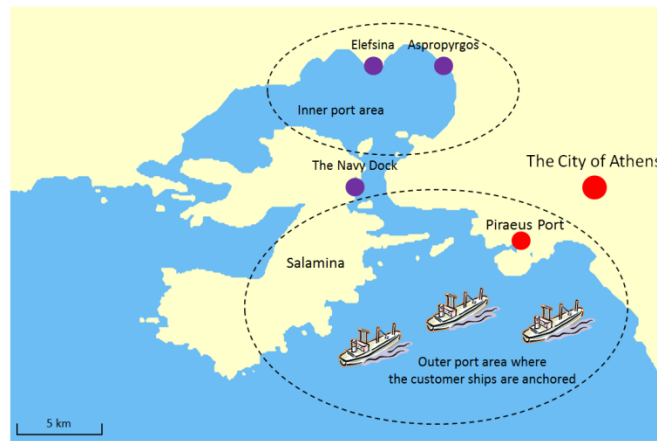 Elefsina
Aspropyrgos
Inner port area
The Navy Dock
The City of Athens
Piraeus Port
Salamina
Outer port area where
the customer ships are anchored
5 km